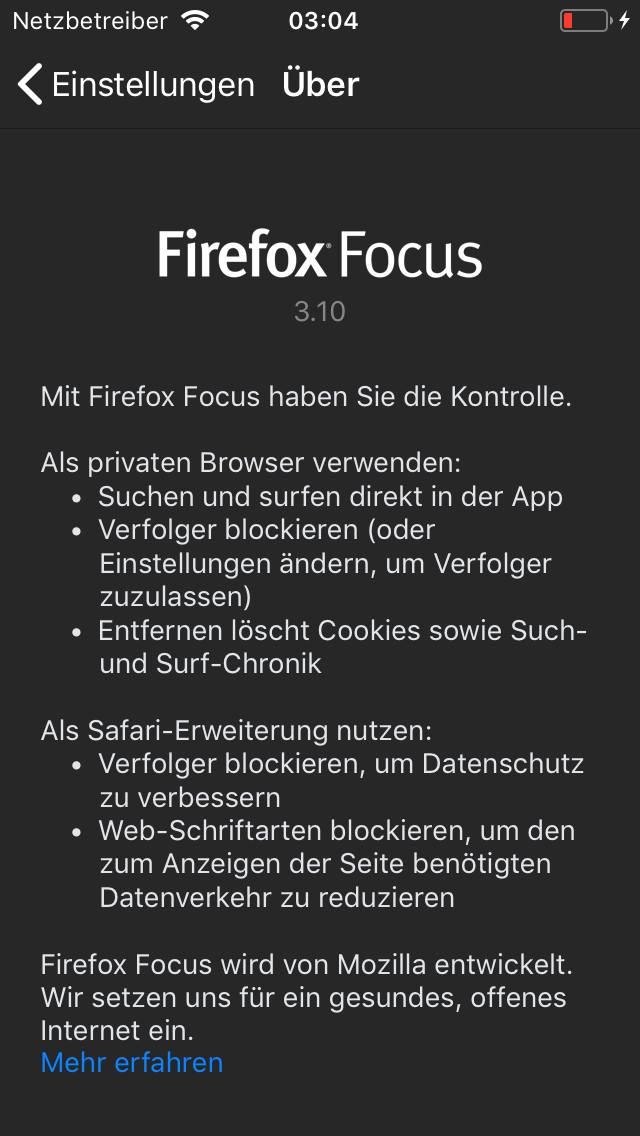 Netzbetreiber 03:04
Einstellungen Über
Firefox Focus
3.10
Mit Firefox Focus haben Sie die Kontrolle.
Als privaten Browser verwenden:
• Suchen und surfen direkt in der App
• Verfolger blockieren (oder
Einstellungen ändern, um Verfolger
zuzulassen)
• Entfernen löscht Cookies sowie Such-
und Surf-Chronik
Als Safari-Erweiterung nutzen:
• Verfolger blockieren, um Datenschutz
zu verbessern
• Web-Schriftarten blockieren, um den
zum Anzeigen der Seite benötigten
Datenverkehr zu reduzieren
Firefox Focus wird von Mozilla entwickelt.
Wir setzen uns für ein gesundes, offenes
Internet ein.
Mehr erfahren